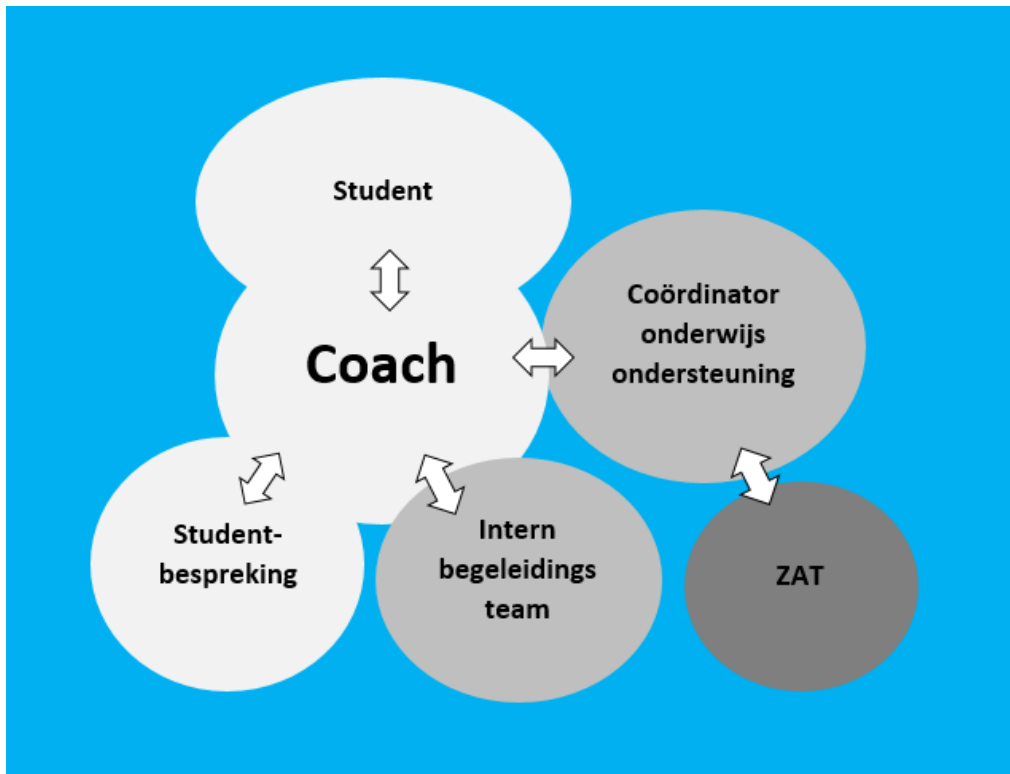 Student
Coach
Coördinator
onderwijs
ondersteuning
Student-
bespreking
Intern
begeleidings
team
ZAT